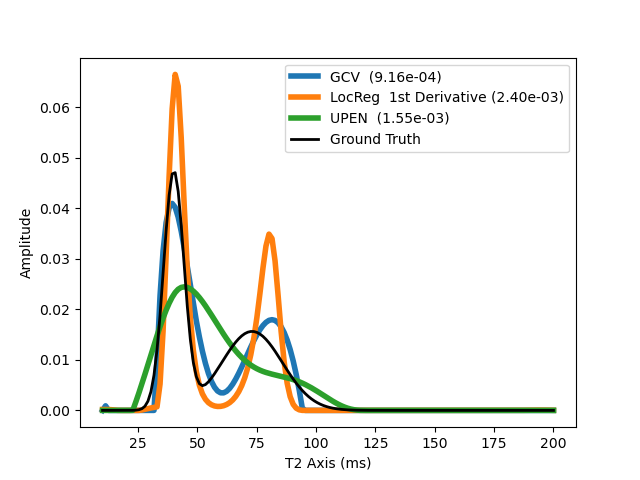 GCV  (9.16e-04)
LocReg  1st Derivative (2.40e-03)
UPEN  (1.55e-03)
Ground Truth
0.06
0.05
0.04
0.03
0.02
0.01
0.00
Amplitude
25 50 75 100 125 150 175 200
T2 Axis (ms)